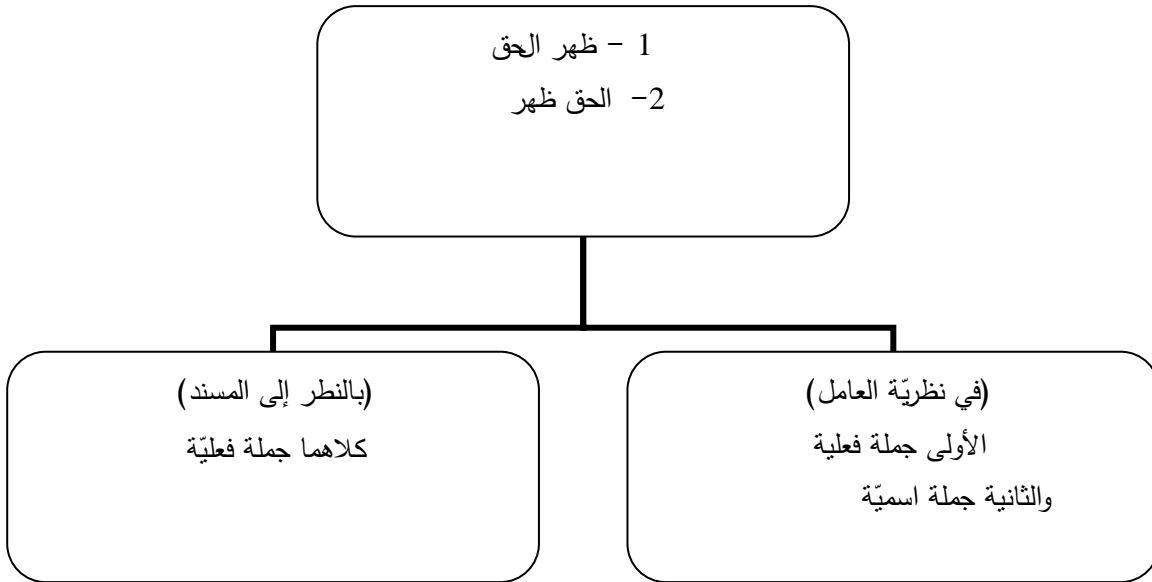 1 - ظهر الحق
2- الحق ظهر
(في نظريّة العامل)
الأولى جملة فعلية
والثانية جملة اسميّة
(بالنطر إلى المسند)
كلاهما جملة فعليّة